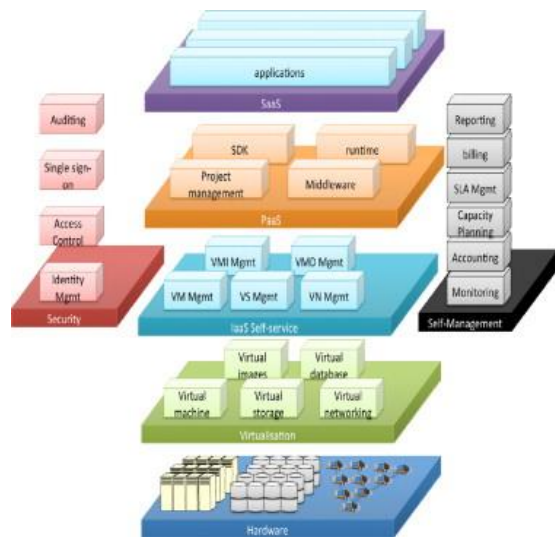 applications
SaaS
Auditing
Single sign-
on
Access
Control
Identity
Mgmt
Security
SDK
runtime
Project
management
Middleware
PaaS
VMI Mgmt
VMD Mgmt
VM Mgmt
VS Mgmt
VN Mgmt
IaaS Self-service
Reporting
billing
SLA Mgmt
Capacity
Planning
Accounting
Monitoring
Self-Management
Virtual
images
Virtual
database
Virtual
machine
Virtual
storage
Virtual
networking
Virtualisation
Hardware